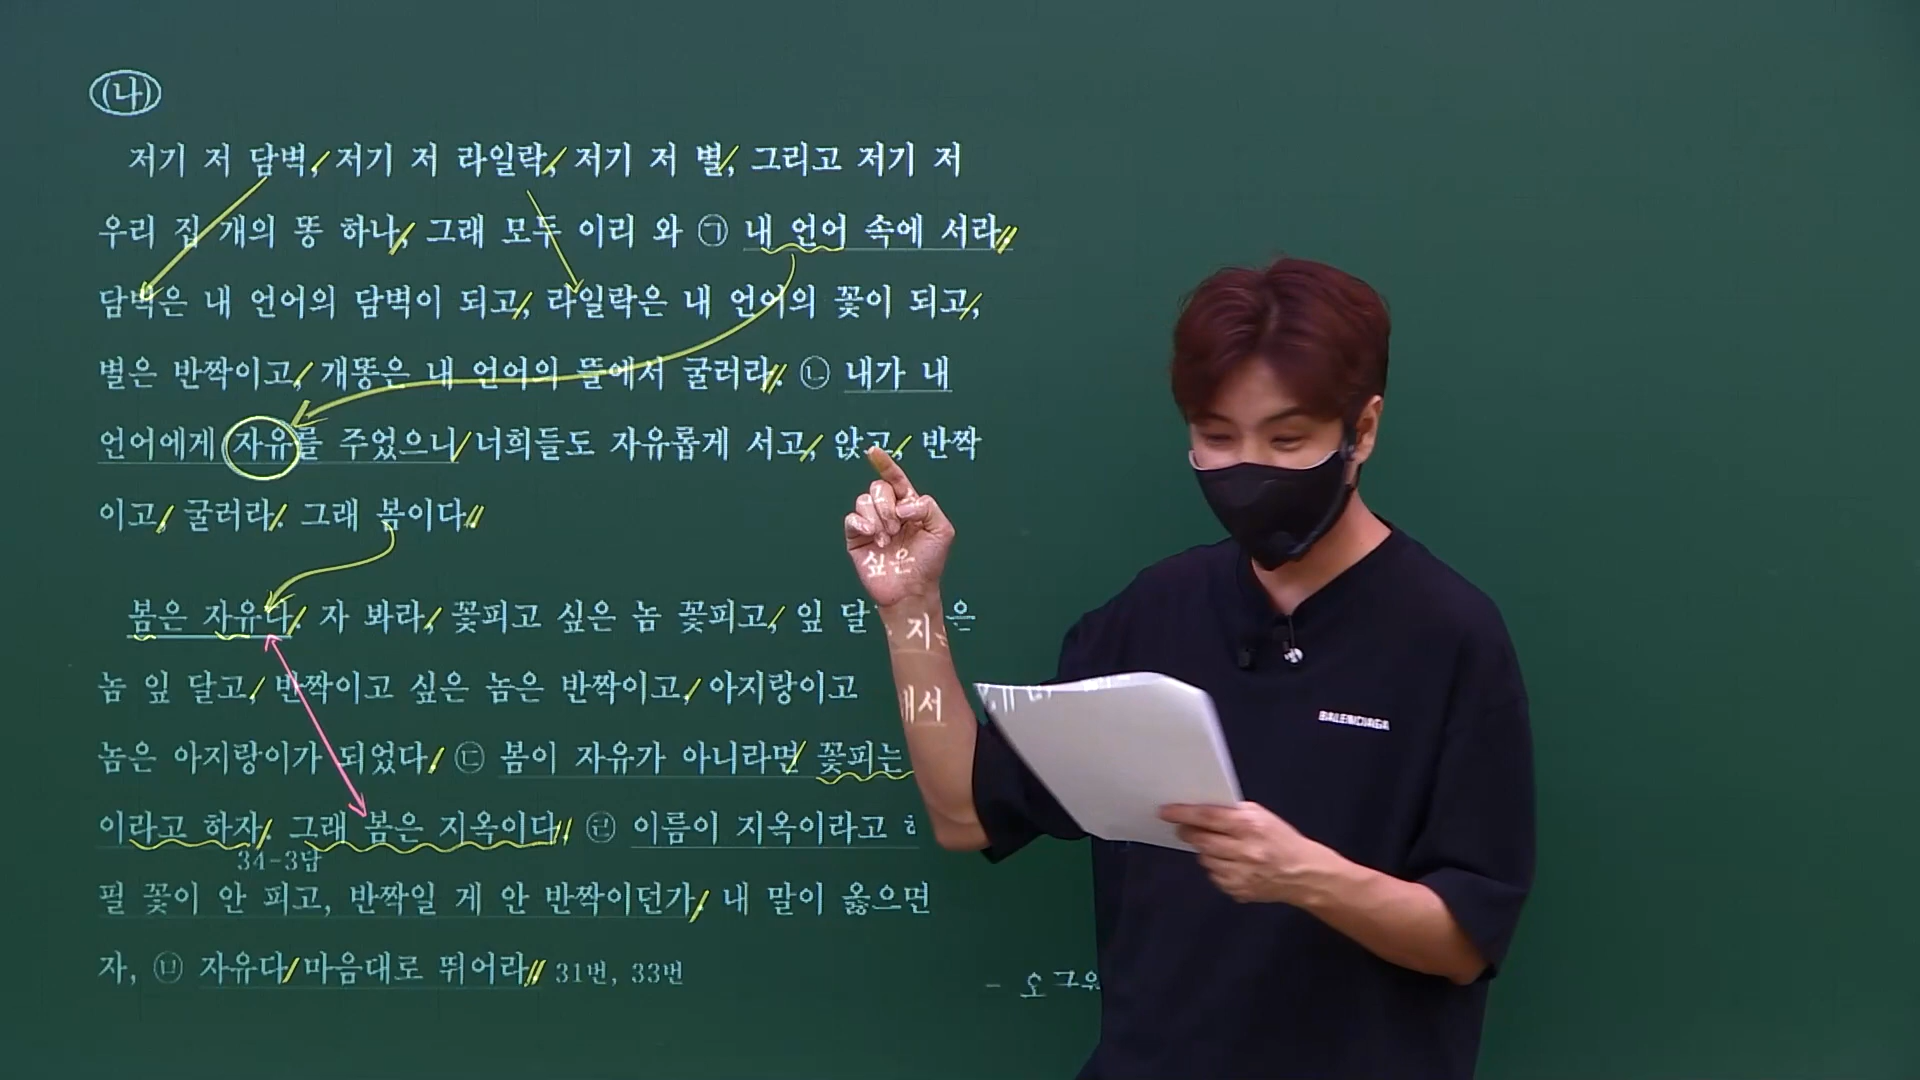 (나)
저기 저 담벽, 저기 저 라일락, 저기 저 별, 그리고 저기 저
우리 집 개의 똥 하나, 그래 모두 이리 와 ㉠ 내 언어 속에 서라.
담벽은 내 언어의 담벽이 되고, 라일락은 내 언어의 꽃이 되고,
별은 반짝이고, 개똥은 내 언어의 뜰에서 굴러라. ㉡ 내가 내
언어에게 자유를 주었으니 너희들도 자유롭게 서고, 앉고, 반짝
이고, 굴러라. 그래 봄이다.
봄은 자유다. 자 봐라, 꽃피고 싶은 놈 꽃피고, 잎 달 싶은
놈 잎 달고, 반짝이고 싶은 놈은 반짝이고, 아지랑이고
놈은 아지랑이가 되었다. ㉢ 봄이 자유가 아니라면 꽃피는 지
이라고 하자. 그래 봄은 지옥이다. ㉣ 이름이 지옥이라고 해서
34-3답
필 꽃이 안 피고, 반짝일 게 안 반짝이던가. 내 말이 옳으면
자, ㉤ 자유다 마음대로 뛰어라. 31번, 33번
- 오규원
BALENCIAGA